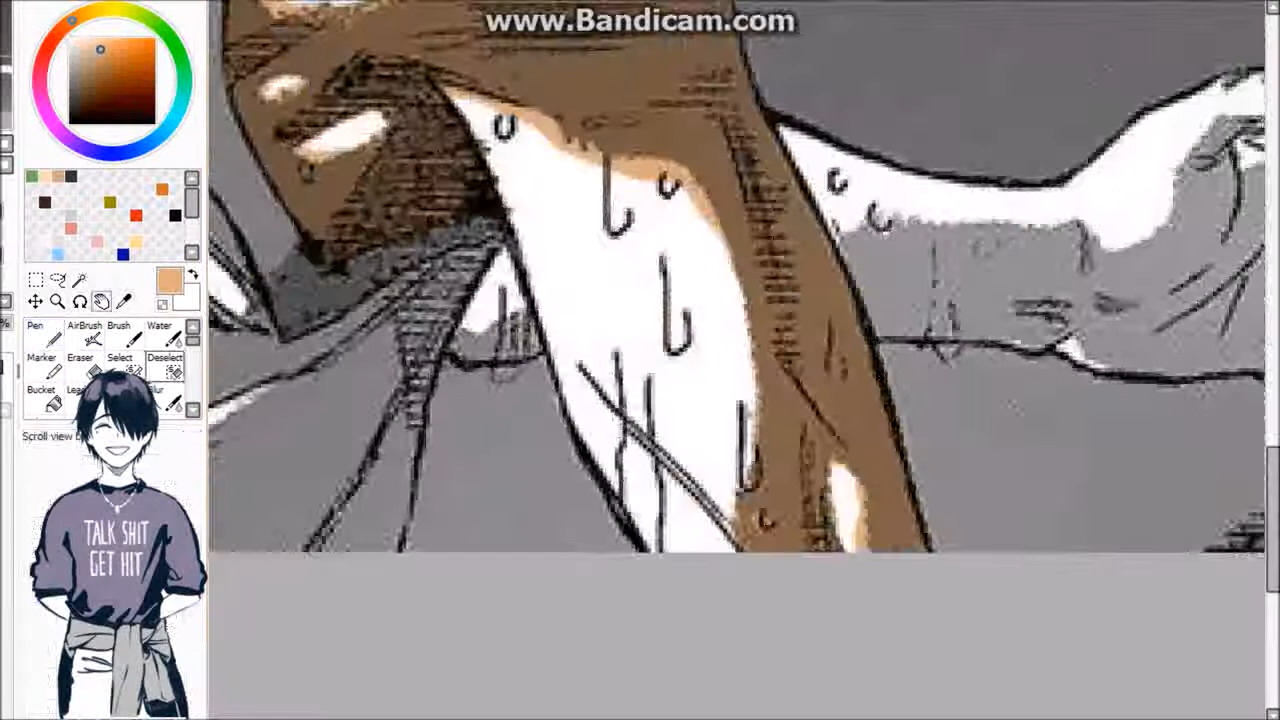 www.Bandicam.com
Pen AirBrush Brush Water
Marker Eraser Select Deselect
Bucket
Scroll view
TALK SHIT
GET HIT